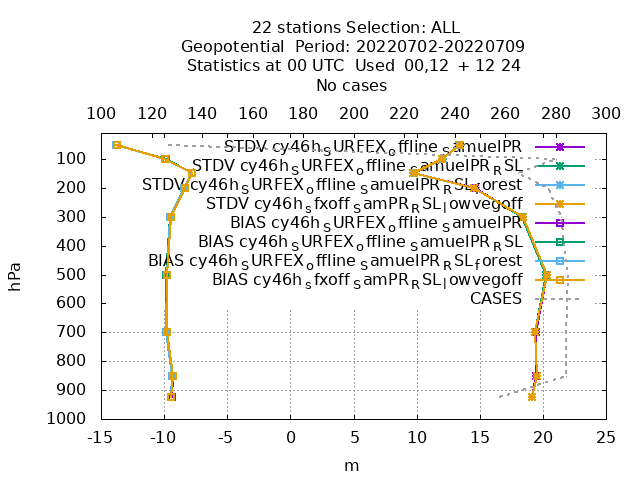 22 stations Selection: ALL
Geopotential Period: 20220702-20220709
Statistics at 00 UTC Used 00,12 + 12 24
No cases
100 120 140 160 180 200 220 240 260 280 300
STDV cy46h_SURFEX_offline_samuelPR
STDV cy46h_SURFEX_offline_samuelPR_RSL
STDV cy46h_SURFEX_offline_samuelPR_RSL_forest
STDV cy46h_sfxoff_samPR_RSL_lowvegoff
BIAS cy46h_SURFEX_offline_samuelPR
BIAS cy46h_SURFEX_offline_samuelPR_RSL
BIAS cy46h_SURFEX_offline_samuelPR_RSL_forest
BIAS cy46h_sfxoff_samPR_RSL_lowvegoff
CASES
100
200
300
400
500
600
700
800
900
1000
hPa
-15 -10 -5 0 5 10 15 20 25
m